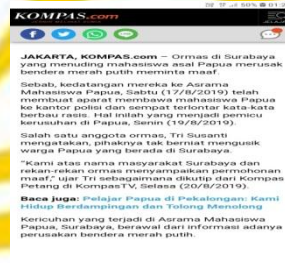 60% 01:2
KOMPAS.com
JAKARTA, KOMPAS.com – Ormas di Surabaya
yang menuding mahasiswa asal Papua merusak
bendera merah putih meminta maaf.
Sebab, kedatangan mereka ke Asrama
Mahasiswa Papua, Sabtu (17/8/2019) telah
membuat aparat membawa mahasiswa Papua
ke kantor polisi dan sempat terlontar kata-kata
berbau rasis. Hal inilah yang menjadi pemicu
kerusuhan di Papua, Senin (19/8/2019).
Salah satu anggota ormas, Tri Susanti
mengatakan, pihaknya tak berniat mengusik
warga Papua yang berada di Surabaya.
"Kami atas nama masyarakat Surabaya dan
rekan-rekan ormas menyampaikan permohonan
maaf," ujar Tri sebagaimana dikutip dari Kompas
Petang di KompasTV, Selasa (20/8/2019).
Baca juga: Pelajar Papua di Pekalongan: Kami
Hidup Berdampingan dan Tolong Menolong
Kericuhan yang terjadi di Asrama Mahasiswa
Papua, Surabaya, berawal dari informasi adanya
perusakan bendera merah putih.